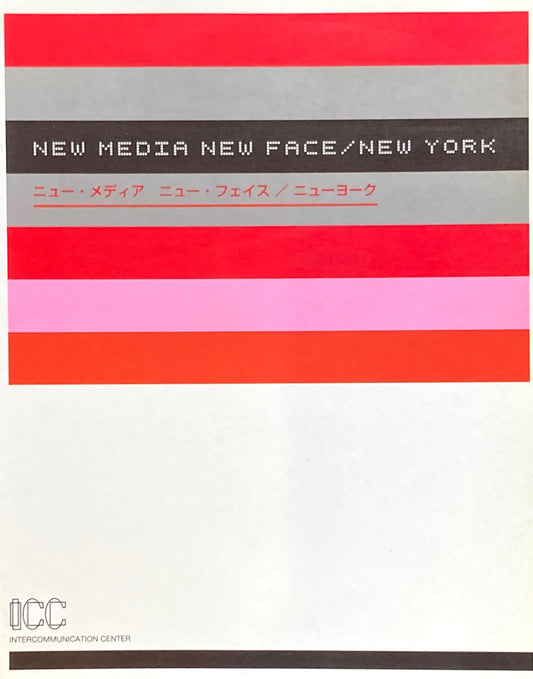 NEW MEDIA NEW FACE/NEW YORK
ニュー・メディア　ニュー・フェイス／ニューヨーク
ICC
INTERCOMMUNICATION CENTER